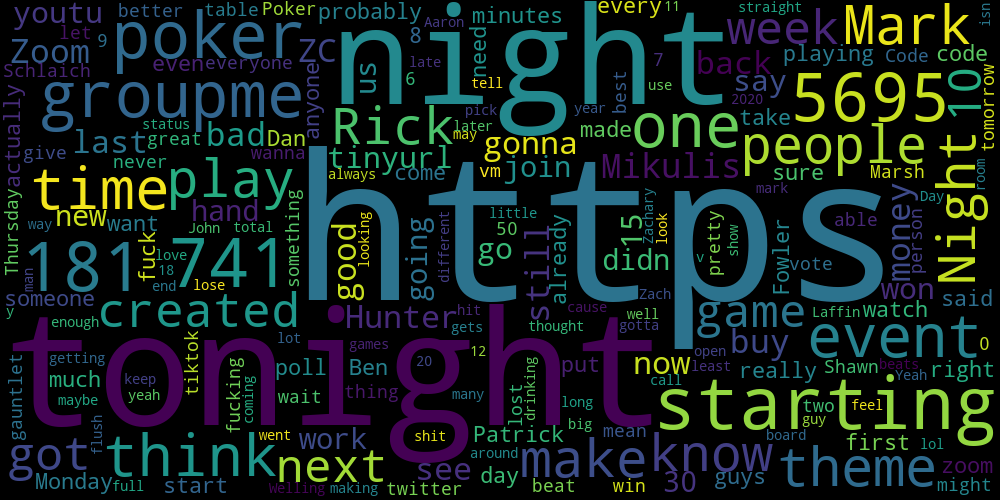 youtu
better
table
Poker
probably
Aaron
minutes
every
11
straight
isn
let
9
poker
night
8
need
week
Mark
Zoom
ZC
us
playing
Code
code
Schlaich
even
everyone
late
6
tell
7
back
say
groupme
anyone
best
use
2020
5695
10
tomorrow
actually
status
great
last
bad
Dan
Rick
later
may
pick
year
made
one
take
people
give
never
wanna
tinyurl
gonna
always
come
vm
join
Mikulis
sure
Marsh
room
time
play
https
mark
Day
Thursday
new
want
hand
something
good
looking
going
different
little
50
still
already
15
Zachary
look
pretty
show
able
money
person
Night
way
fuck
John
total
go
didn
v
Fowler
vote
man
181
love
741
18
end
lose
Zach
won
someone
y
created
Hunter
hit
cause
well
game
Laffin
watch
said
enough
tonight
gets
thought
gotta
event
0
lot
games
12
now
open
buy
least
really
Shawn
beats
Yeah
right
getting
much
keep
tiktok
poll
Ben
20
put
call
maybe
yeah
fucking
coming
wait
thing
many
lost
drinking
long
starting
two
feel
guy
gauntlet
got
flush
think
went
work
shit
Patrick
big
mean
board
first
lol
around
make
know
theme
zoom
Monday
full
start
Welling
next
making
see
twitter
day
beat
win
30
guys
might